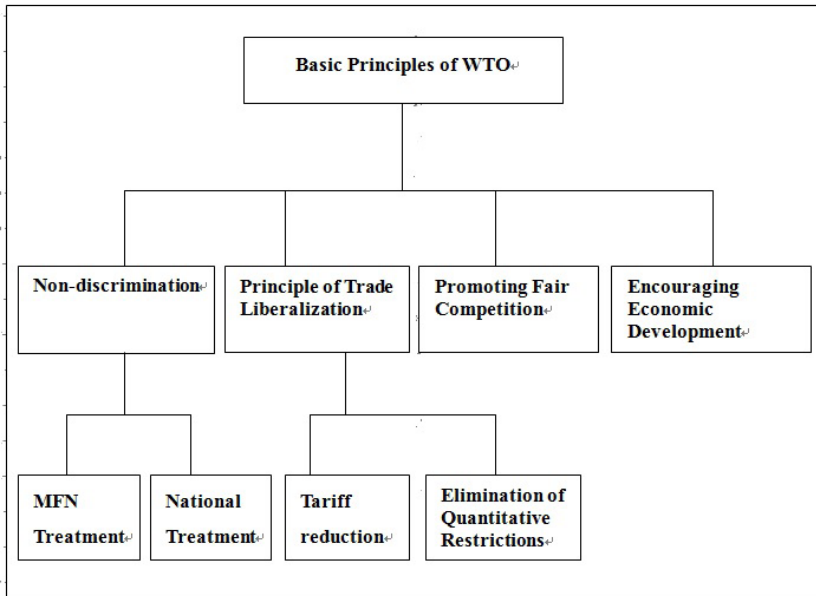 Basic Principles of WTO
Non-discrimination
Principle of Trade
Liberalization
Promoting Fair
Competition
Encouraging
Economic
Development
MFN
Treatment
National
Treatment
Tariff
reduction
Elimination of
Quantitative
Restrictions